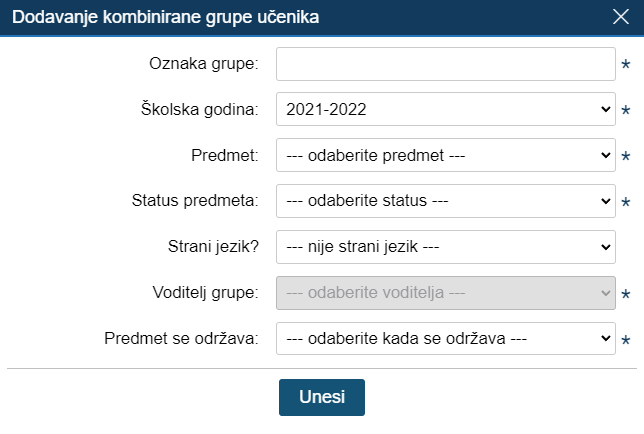 Dodavanje kombinirane grupe učenika
Oznaka grupe: *
Školska godina: 2021-2022 *
Predmet: --- odaberite predmet --- *
Status predmeta: --- odaberite status --- *
Strani jezik? --- nije strani jezik ---
Voditelj grupe: --- odaberite voditelja --- *
Predmet se održava: --- odaberite kada se održava --- *
Unesi